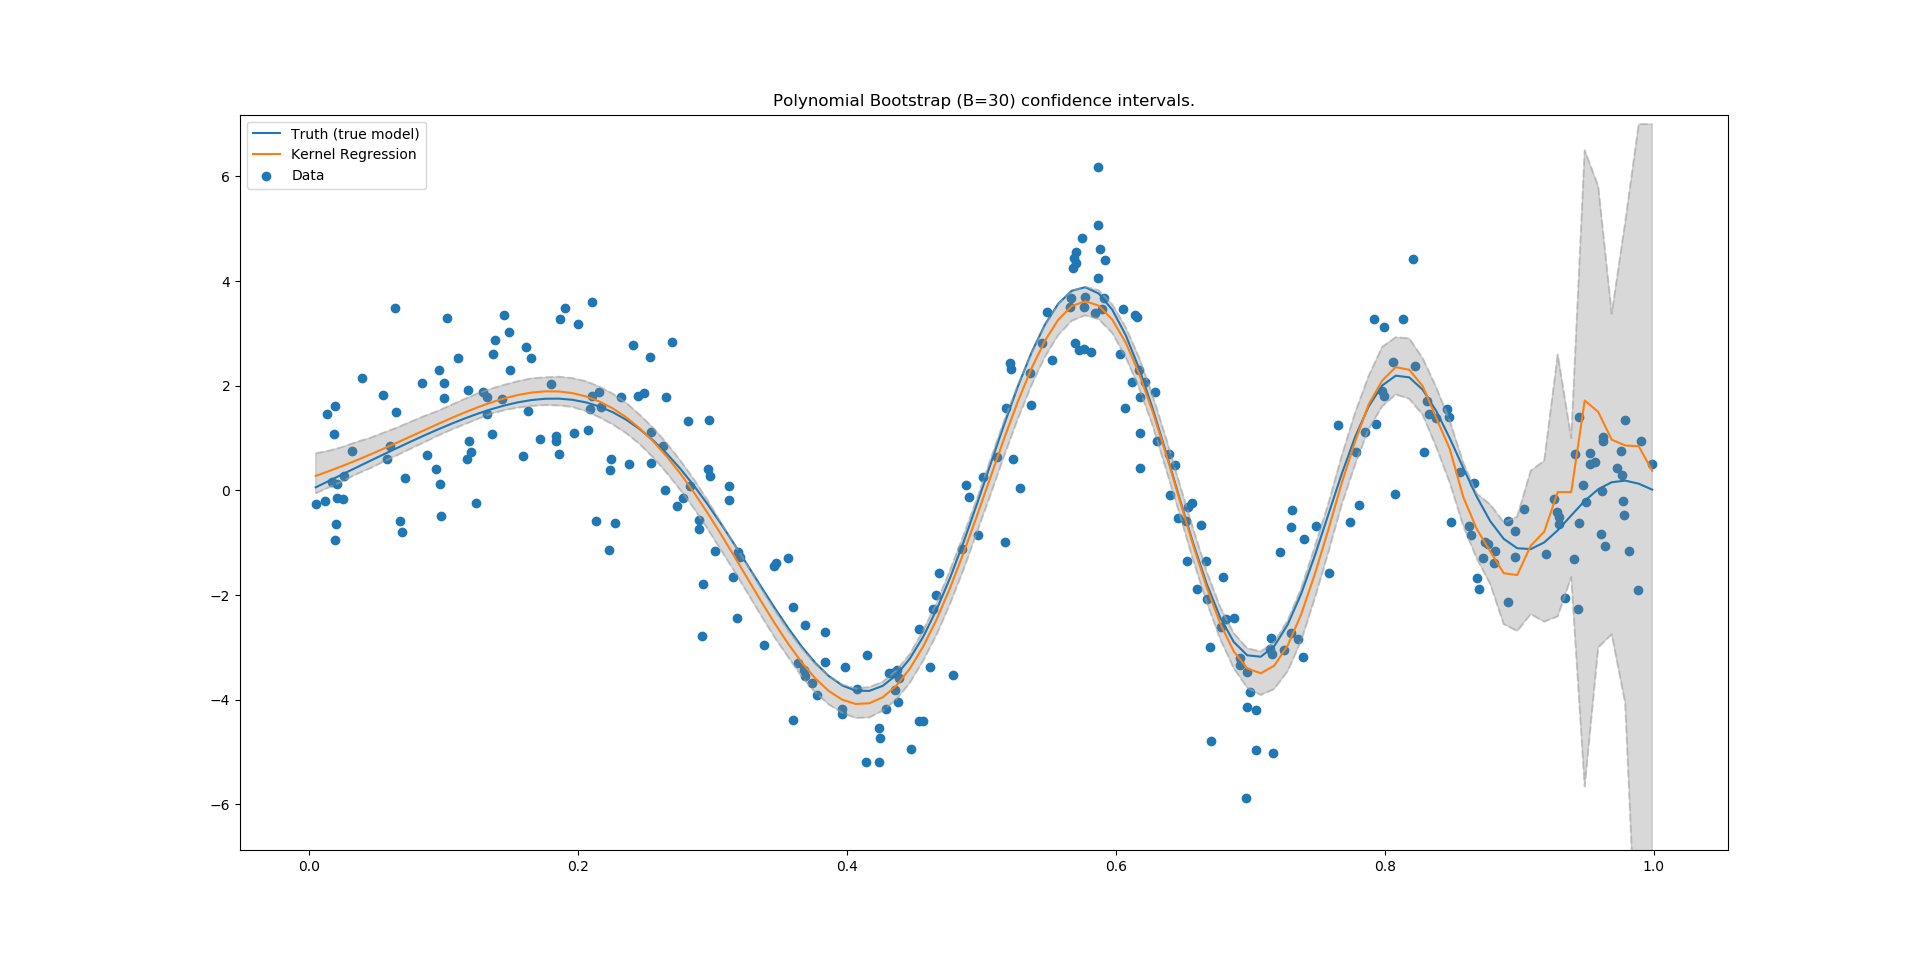 Polynomial Bootstrap (B=30) confidence intervals.
Truth (true model)
Kernel Regression
Data
6
4
2
0
−2
−4
−6
0.0 0.2 0.4 0.6 0.8 1.0